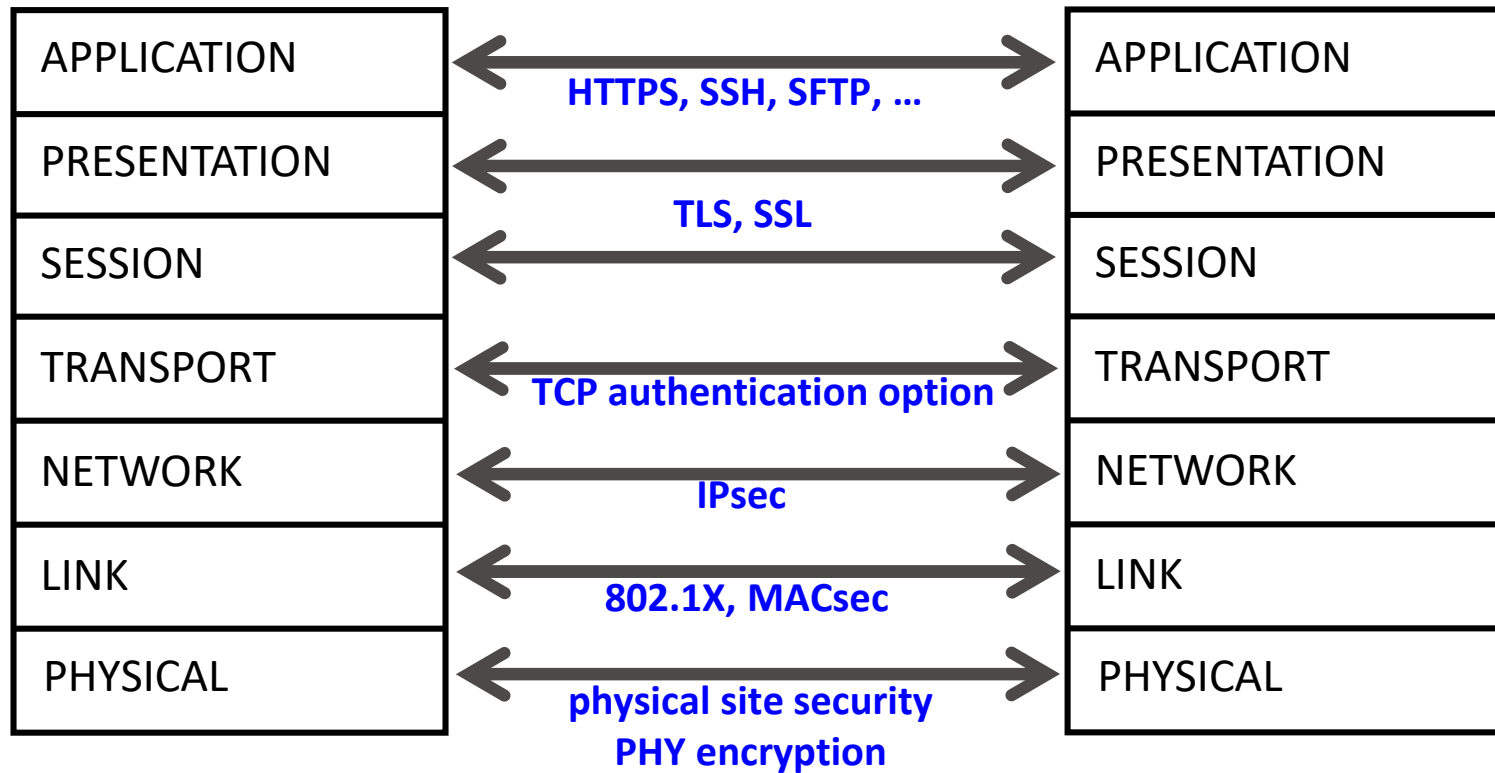 APPLICATION
APPLICATION
HTTPS, SSH, SFTP, …
PRESENTATION
PRESENTATION
TLS, SSL
SESSION
SESSION
TRANSPORT
TRANSPORT
TCP authentication option
NETWORK
NETWORK
IPsec
LINK
LINK
802.1X, MACsec
PHYSICAL
PHYSICAL
physical site security
PHY encryption